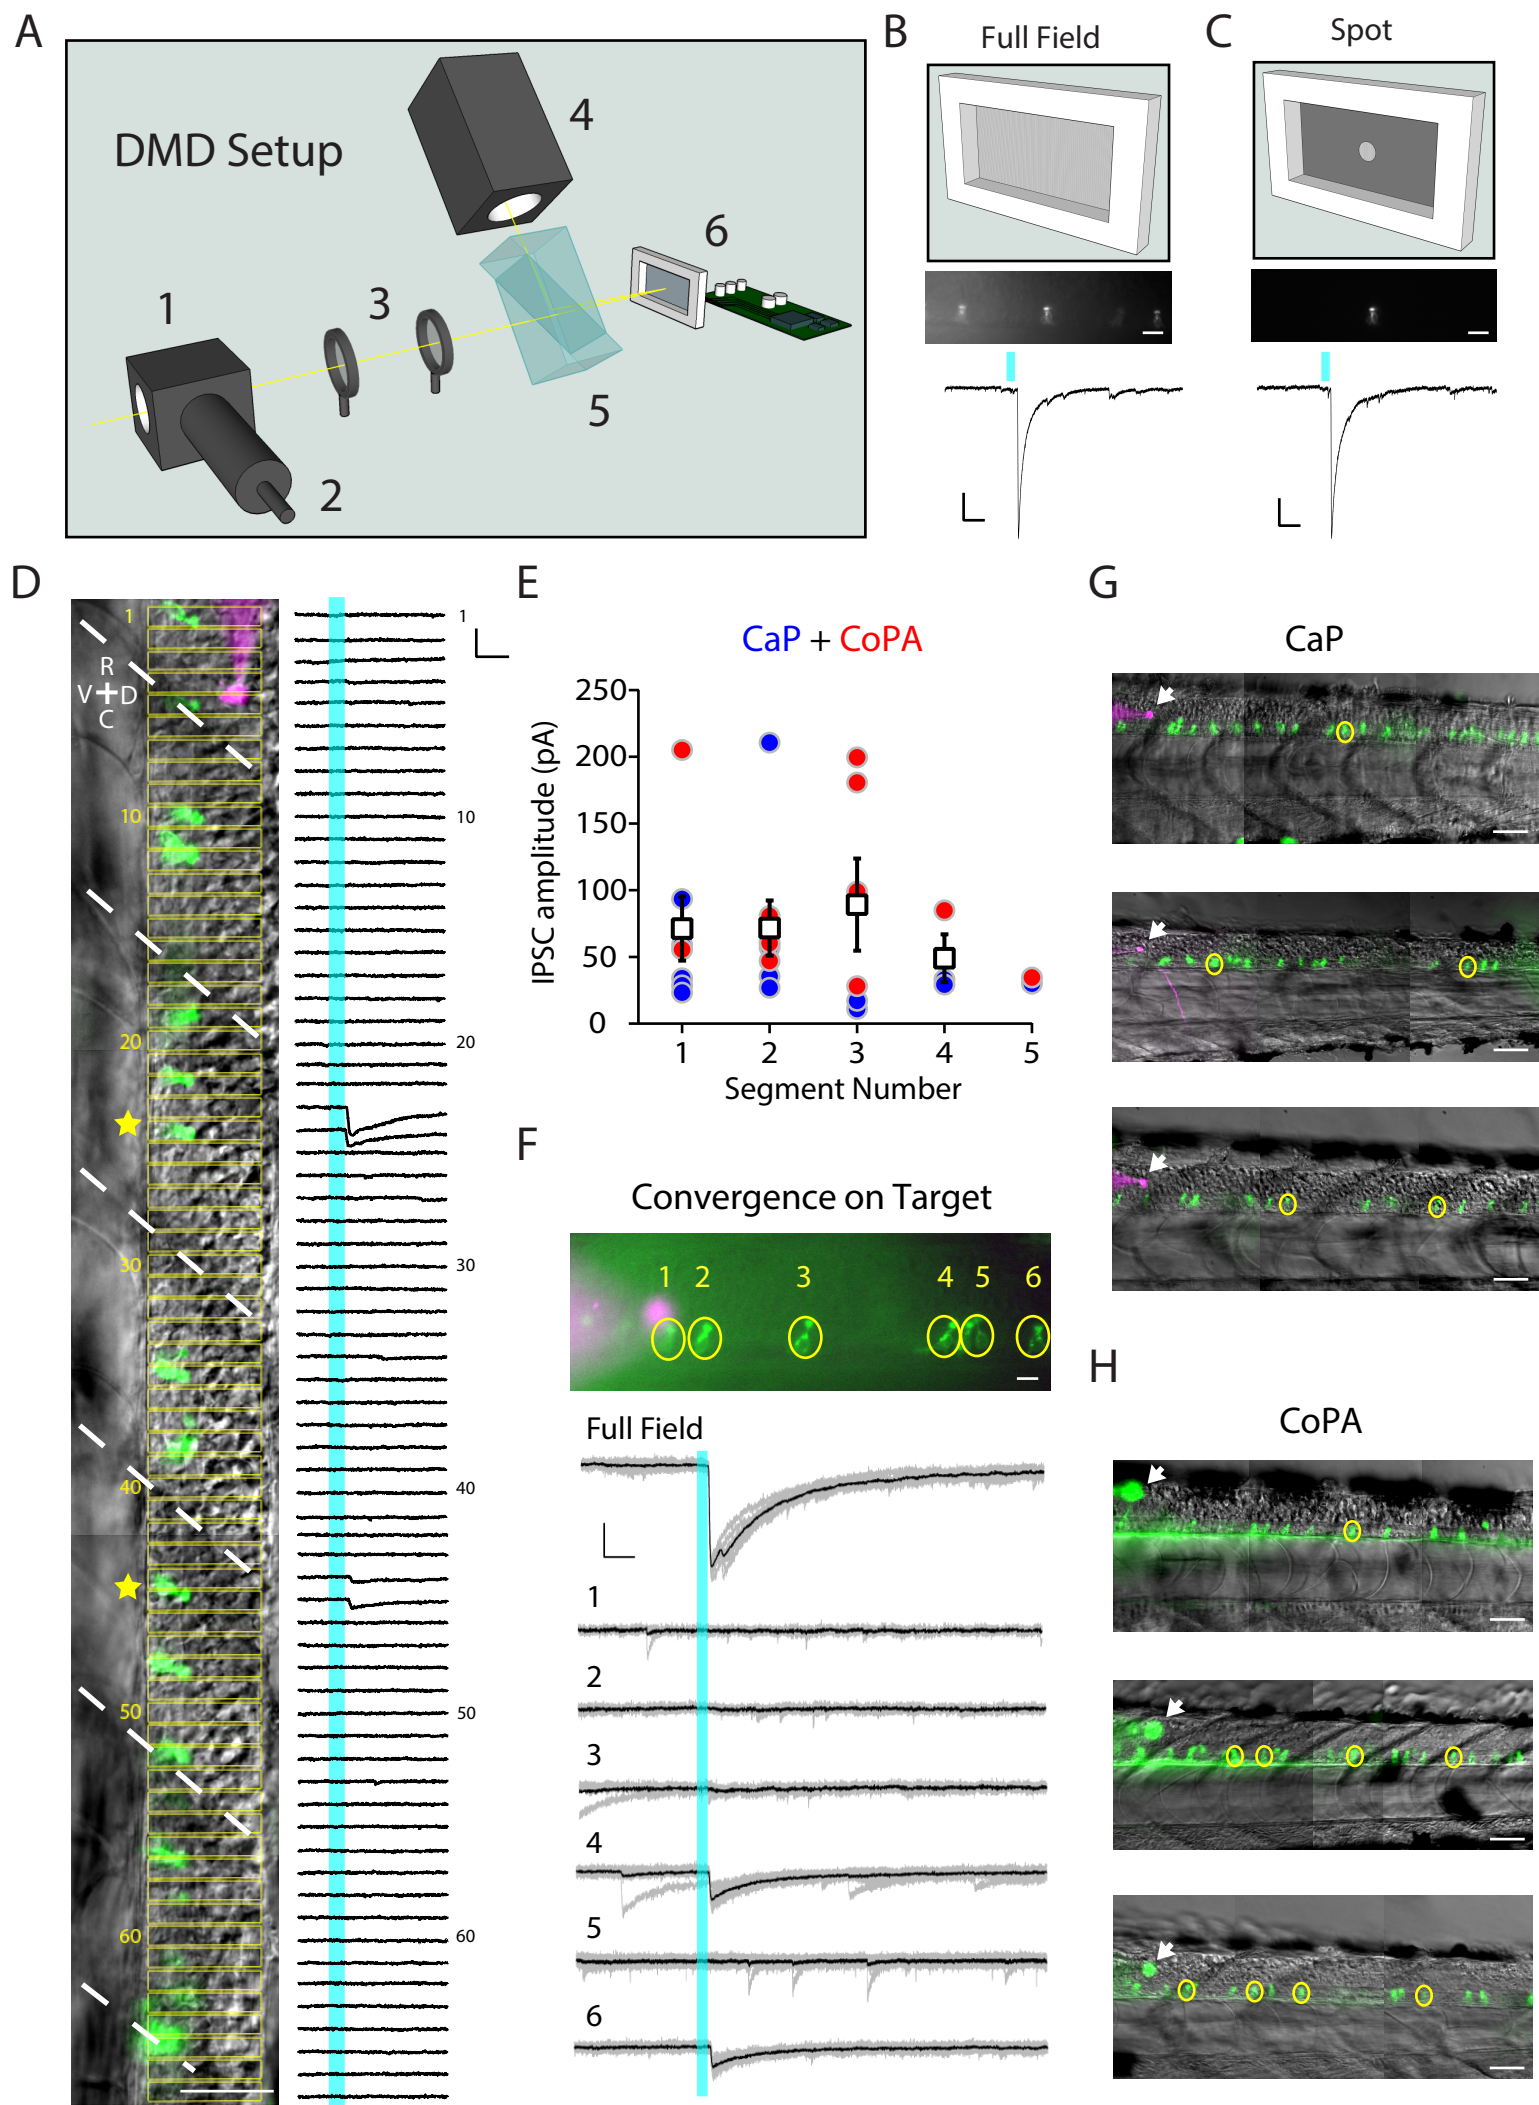 A
DMD Setup
1
2
3
4
5
6
B
Full Field
C
Spot
D
R
V D
C
1
10
20
30
40
50
60
1
10
20
30
40
50
60
E
CaP + CoPA
IPSC amplitude (pA)
250
200
150
100
50
0
1 2 3 4 5
Segment Number
F
Convergence on Target
1 2 3 4 5 6
Full Field
1
2
3
4
5
6
G
CaP
H
CoPA